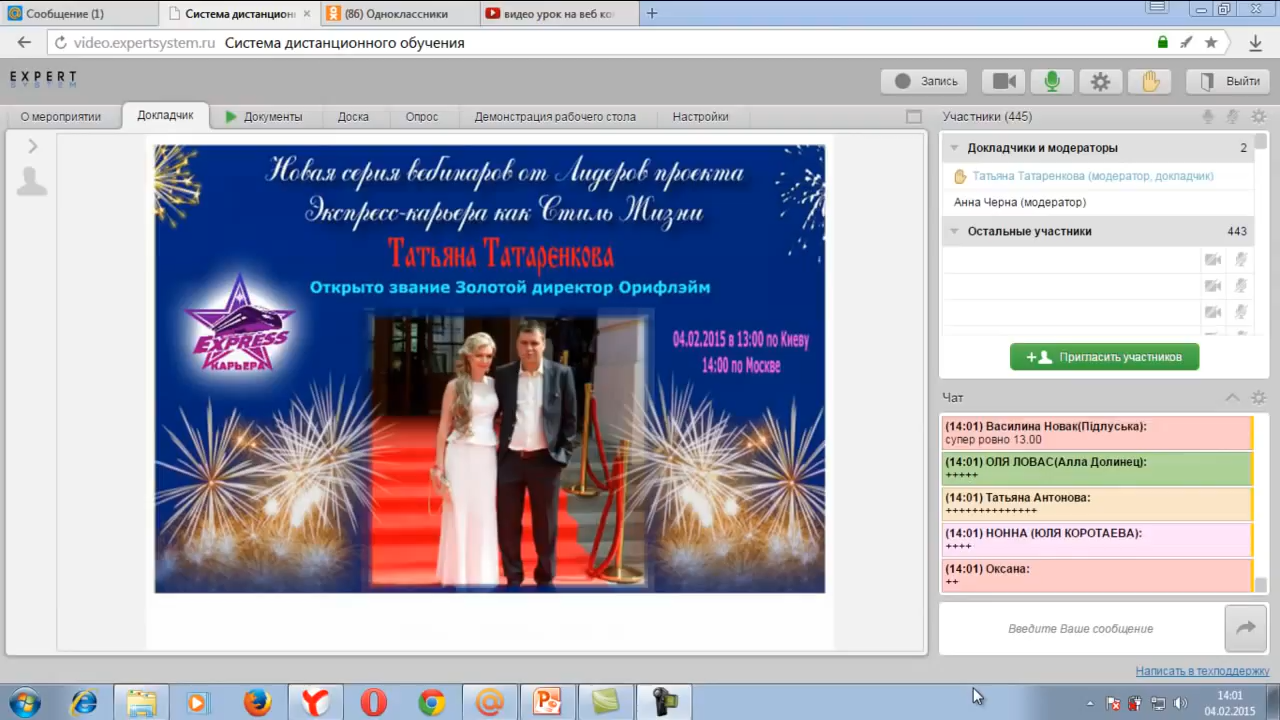 Сообщение (1)
Система дистанцион
(86) Одноклассники
видео урок на веб ко
video.expertsystem.ru Система дистанционного обучения
EXPERT
SYSTEM
Запись
Выйти
О мероприятии
Докладчик
Документы
Доска
Опрос
Демонстрация рабочего стола
Настройки
Новая серия вебинаров от Лидеров проекта
Экспресс-карьера как Стиль Жизни
Татьяна Татаренкова
Открыто звание Золотой директор Орифлэйм
EXPRESS
КАРЬЕРА
04.02.2015 в 13:00 по Киеву
14:00 по Москве
Участники (445)
Докладчики и модераторы 2
Татьяна Татаренкова (модератор, докладчик)
Анна Черна (модератор)
Остальные участники 443
Пригласить участников
Чат
(14:01) Василина Новак(Підлуська):
супер ровно 13.00
(14:01) ОЛЯ ЛОВАС(Алла Долинец):
+++++
(14:01) Татьяна Антонова:
++++++++++++++
(14:01) НОННА (ЮЛЯ КОРОТАЕВА):
++++
(14:01) Оксана:
++
Введите Ваше сообщение
Написать в техподдержку
14:01
04.02.2015